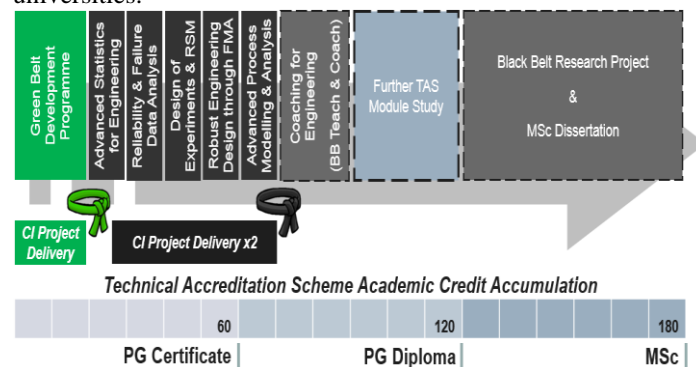 universities.
Green Belt
Development
Programme
Advanced Statistics
for Engineering
Reliability & Failure
Data Analysis
Design of
Experiments & RSM
Robust Engineering
Design through FMA
Advanced Process
Modelling & Analysis
Coaching for
Engineering
(BB Teach & Coach)
Further TAS
Module Study
Black Belt Research Project
&
MSc Dissertation
CI Project
Delivery
CI Project Delivery x2
Technical Accreditation Scheme Academic Credit Accumulation
60
120
180
PG Certificate
PG Diploma
MSc